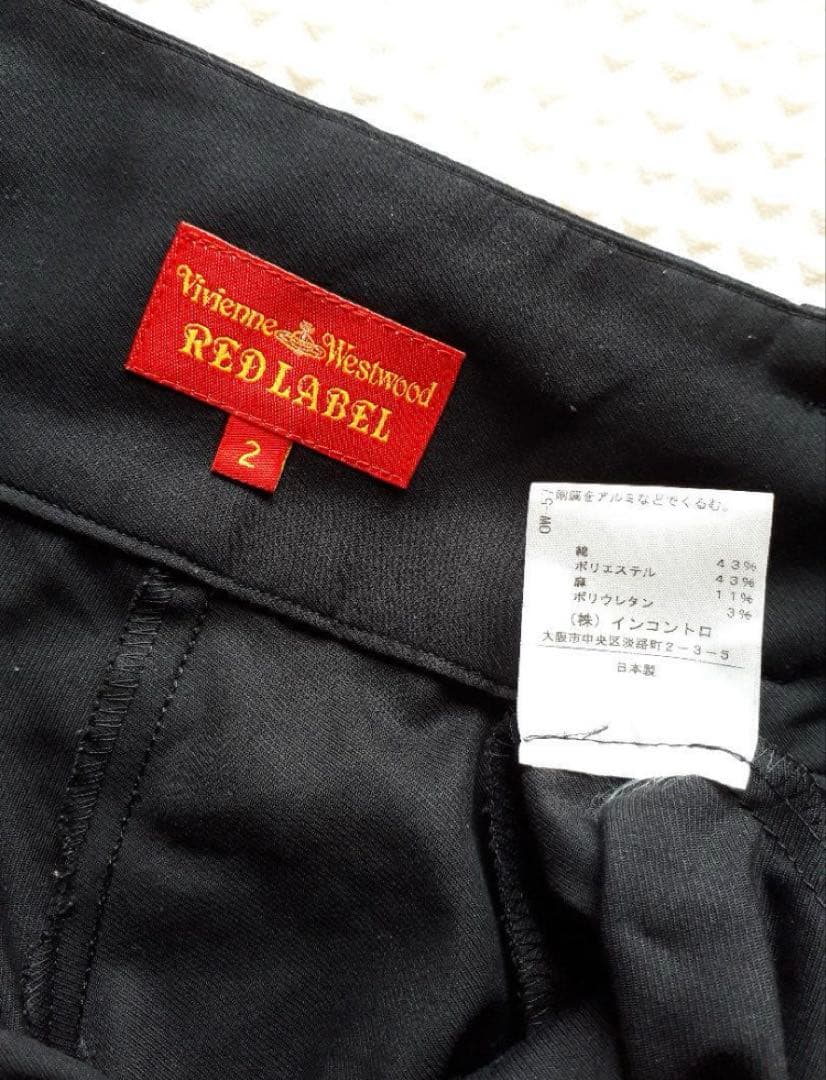 Vivienne Westwood
RED LABEL
2
附属をアルミなどでくるむ。
綿 43%
ポリエステル 43%
麻 11%
ポリウレタン 3%
(株)インコントロ
大阪市中央区淡路町2-3-5
日本製